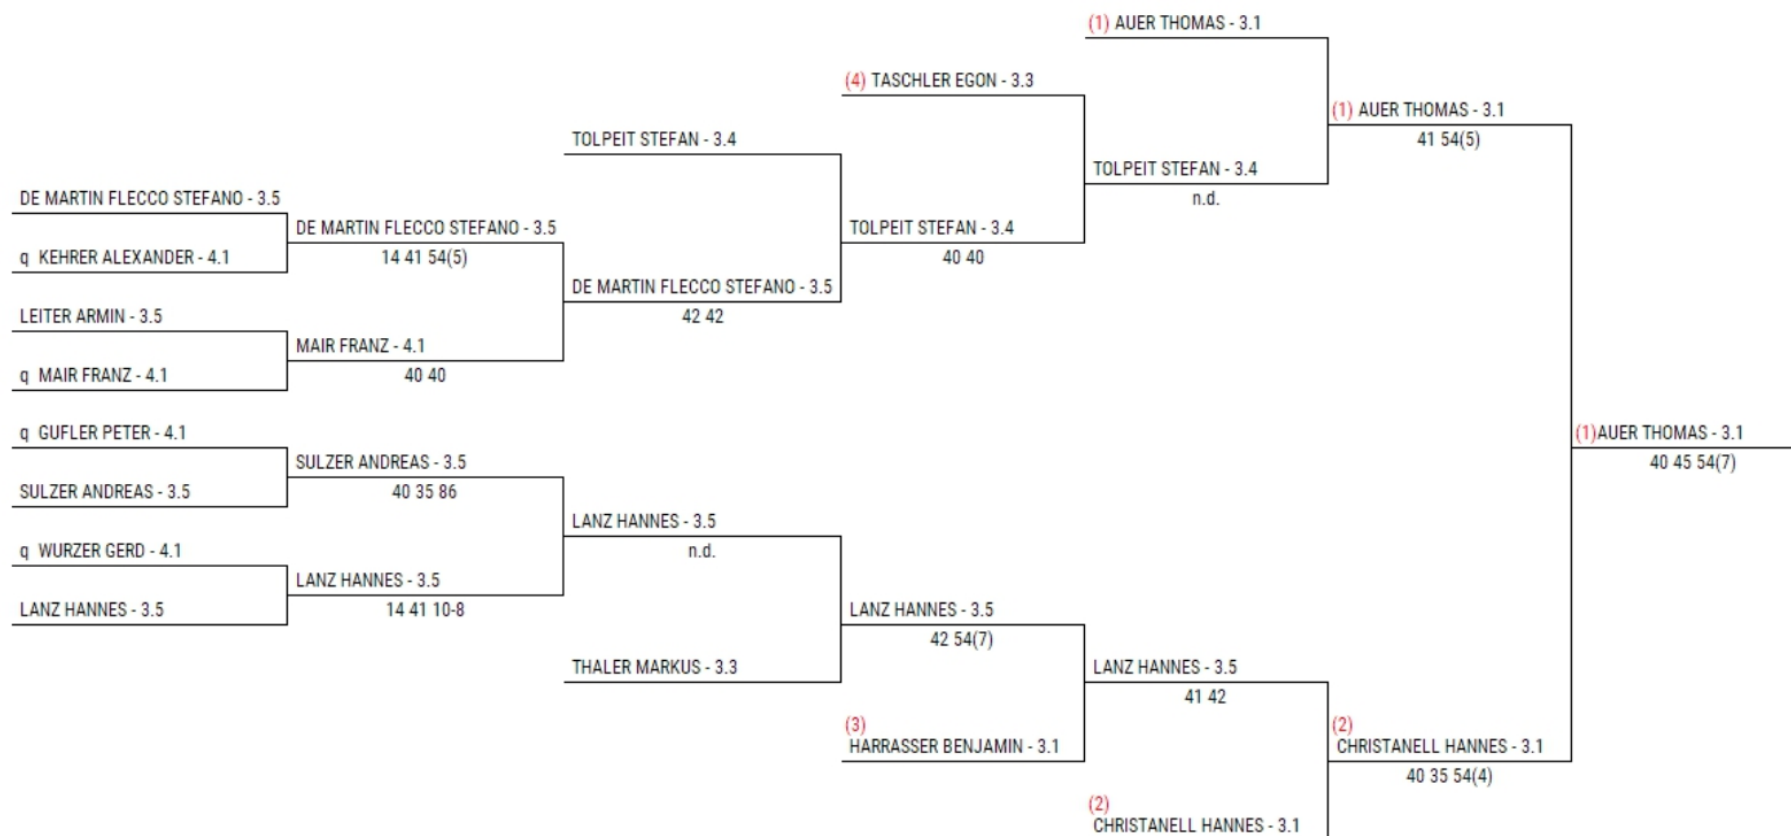 (1) AUER THOMAS - 3.1
(4) TASCHLER EGON - 3.3
(1) AUER THOMAS - 3.1
41 54(5)
TOLPEIT STEFAN - 3.4
TOLPEIT STEFAN - 3.4
n.d.
DE MARTIN FLECCO STEFANO - 3.5
DE MARTIN FLECCO STEFANO - 3.5
14 41 54(5)
TOLPEIT STEFAN - 3.4
40 40
q KEHRER ALEXANDER - 4.1
DE MARTIN FLECCO STEFANO - 3.5
42 42
LEITER ARMIN - 3.5
MAIR FRANZ - 4.1
40 40
q MAIR FRANZ - 4.1
q GUFLER PETER - 4.1
(1)AUER THOMAS - 3.1
40 45 54(7)
SULZER ANDREAS - 3.5
40 35 86
SULZER ANDREAS - 3.5
LANZ HANNES - 3.5
n.d.
q WURZER GERD - 4.1
LANZ HANNES - 3.5
14 41 10-8
LANZ HANNES - 3.5
LANZ HANNES - 3.5
42 54(7)
THALER MARKUS - 3.3
LANZ HANNES - 3.5
41 42
(3)
HARRASSER BENJAMIN - 3.1
(2)
CHRISTANELL HANNES - 3.1
40 35 54(4)
(2)
CHRISTANELL HANNES - 3.1